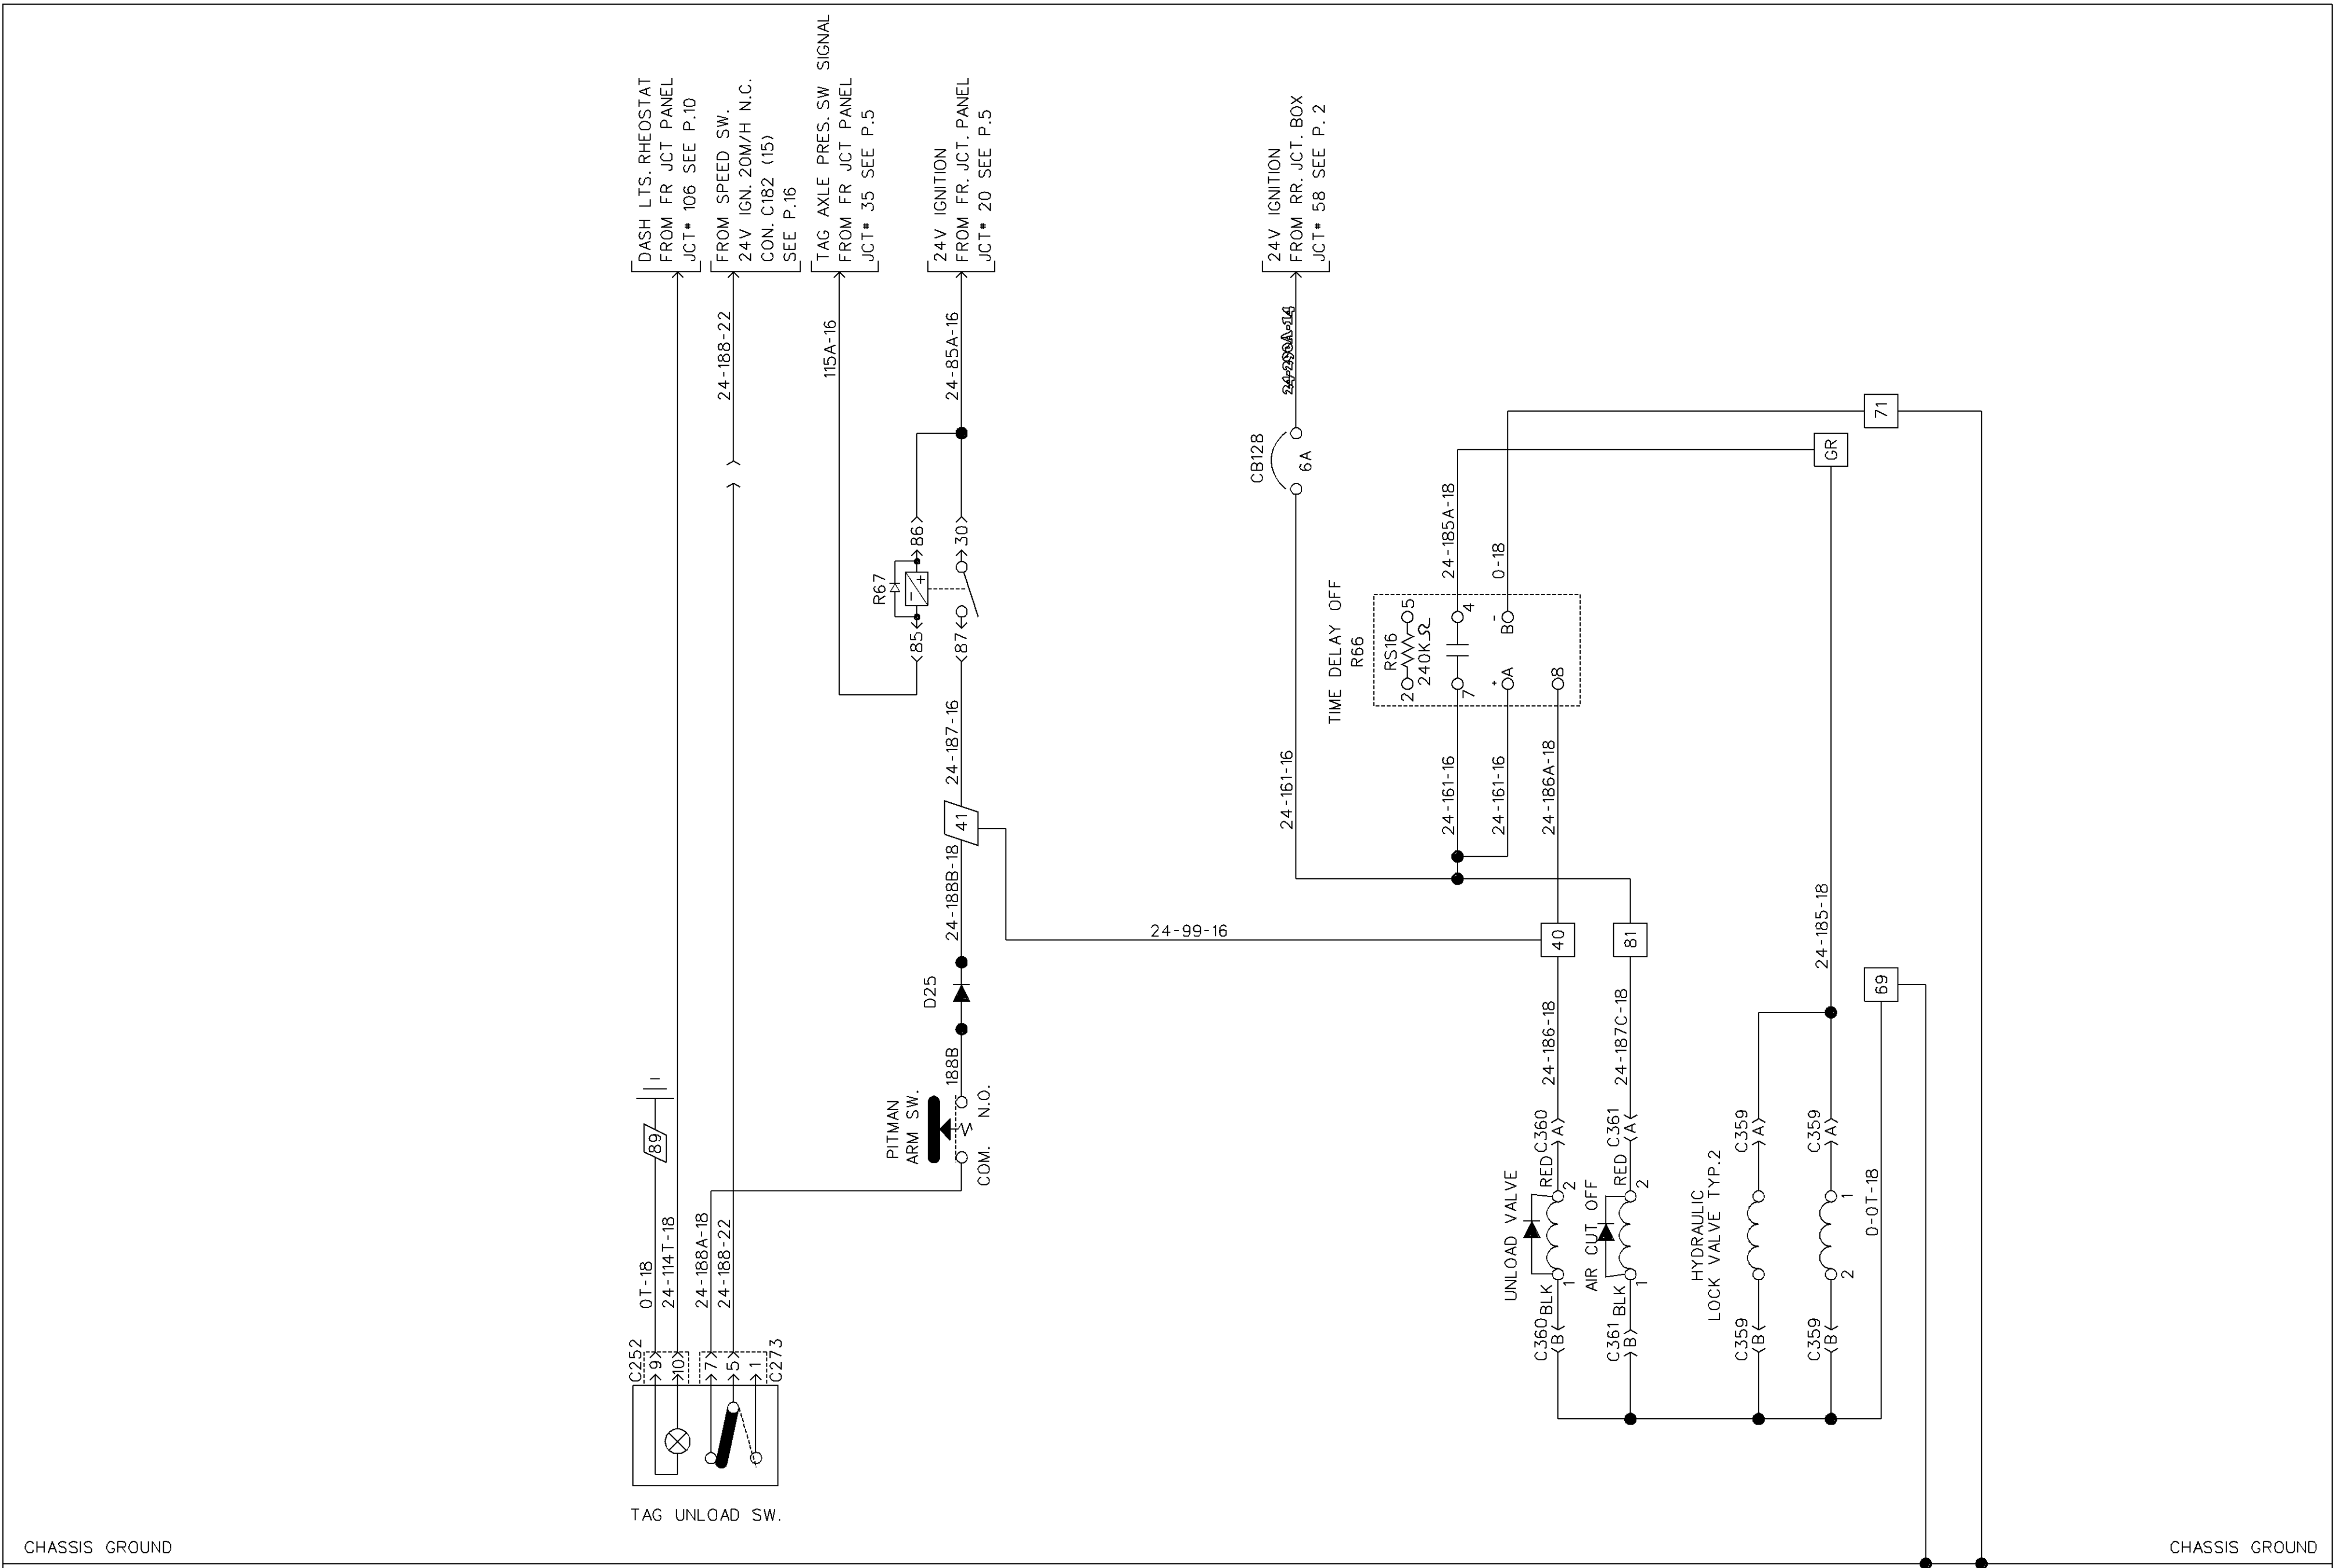 DASH LTS. RHEOSTAT
FROM FR JCT PANEL
JCT# 106 SEE P.10
FROM SPEED SW.
24V IGN. 20M/H N.C.
CON. C182 (15)
SEE P.16
TAG AXLE PRES. SW SIGNAL
FROM FR JCT PANEL
JCT# 35 SEE P.5
24V IGNITION
FROM FR. JCT. PANEL
JCT# 20 SEE P.5
24V IGNITION
FROM RR. JCT. BOX
JCT# 58 SEE P. 2
24-188-22
115A-16
24-85A-16
CB128
6A
71
GR
R67
86
30
85
87
24-185A-18
0-18
TIME DELAY OFF
R66
RS16
240KΩ
5
2
4
7
-
B
+
A
8
24-187-16
41
24-188B-18
24-161-16
24-161-16
24-161-16
24-186A-18
24-99-16
40
81
24-185-18
69
D25
188B
PITMAN
ARM SW.
N.O.
COM.
89
0T-18
24-114T-18
24-188A-18
24-188-22
C252
9
10
7
5
1
C273
TAG UNLOAD SW.
24-186-18
24-187C-18
UNLOAD VALVE
RED C360
A
2
1
C360 BLK
B
AIR CUT OFF
RED C361
A
2
1
C361 BLK
B
HYDRAULIC
LOCK VALVE TYP.2
C359
A
C359
B
C359
A
1
2
C359
B
0-0T-18
CHASSIS GROUND
CHASSIS GROUND